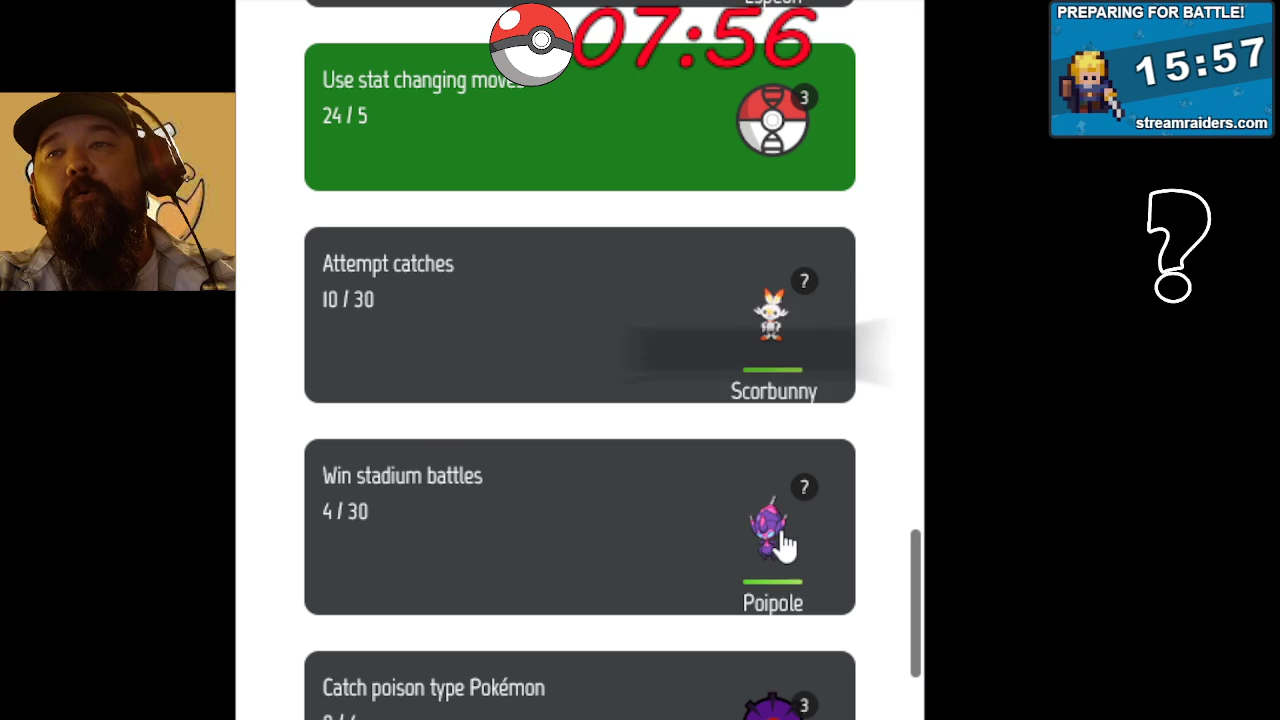 Espeon
07:56
Use stat changing moves
24 / 5
3
Attempt catches
10 / 30
?
Scorbunny
Win stadium battles
4 / 30
?
Poipole
Catch poison type Pokémon
3
PREPARING FOR BATTLE!
15:57
streamraiders.com
?